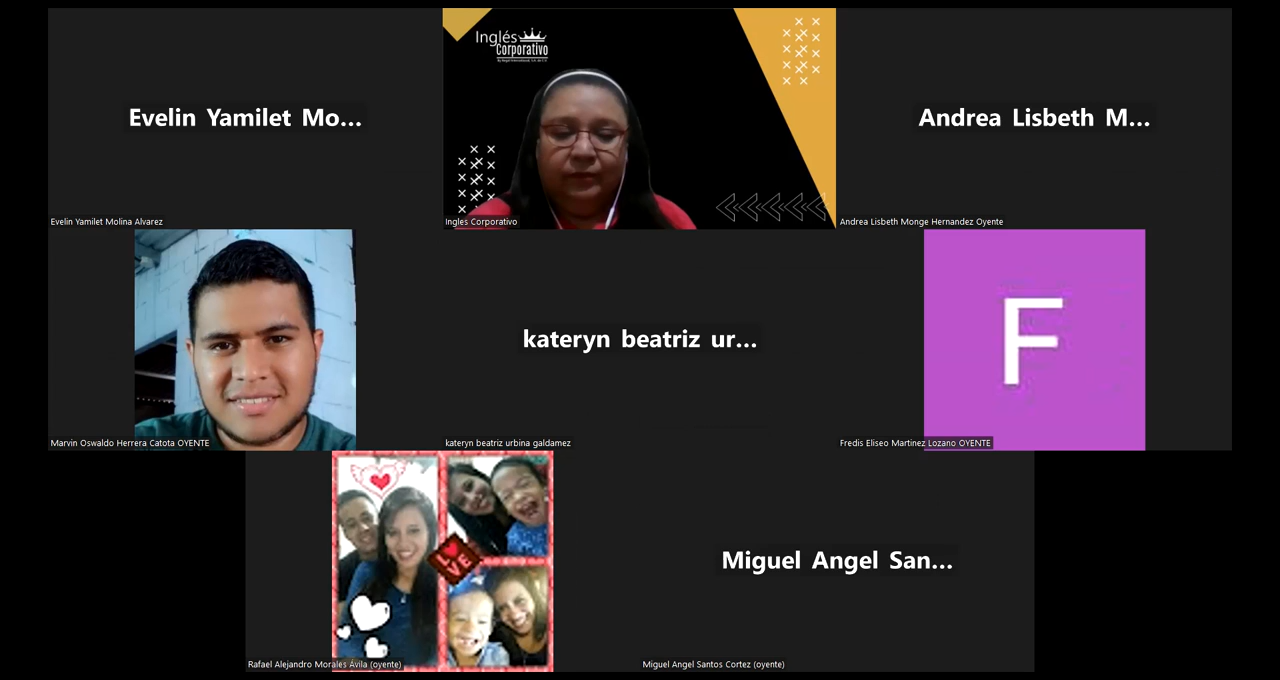 Evelin Yamilet Mo...
Evelin Yamilet Molina Alvarez
Inglés
Corporativo
Ingles Corporativo
Andrea Lisbeth M...
Andrea Lisbeth Monge Hernandez Oyente
Marvin Oswaldo Herrera Catota OYENTE
kateryn beatriz ur...
kateryn beatriz urbina galdamez
F
Fredis Eliseo Martinez Lozano OYENTE
LOVE
Rafael Alejandro Morales Ávila (oyente)
Miguel Angel San...
Miguel Angel Santos Cortez (oyente)